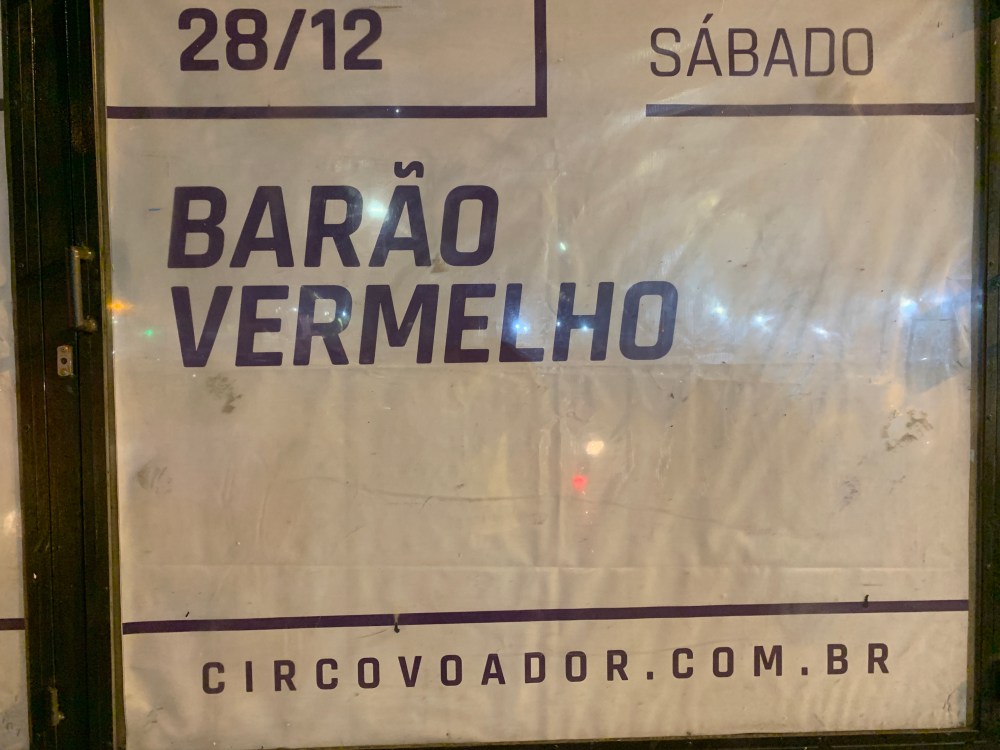 28/12
SÁBADO
BARÃO
VERMELHO
CIRCOVOADOR.COM.BR